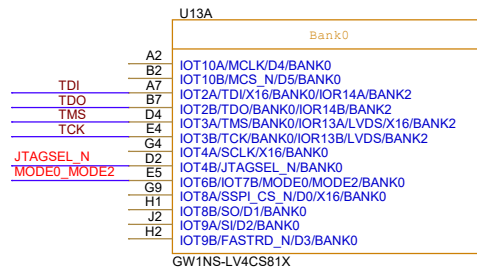 U13A
Bank0
A2 IOT10A/MCLK/D4/BANK0
B2 IOT10B/MCS_N/D5/BANK0
TDI A7 IOT2A/TDI/X16/BANK0/IOR14A/BANK2
TDO B7 IOT2B/TDO/BANK0/IOR14B/BANK2
TMS D4 IOT3A/TMS/BANK0/IOR13A/LVDS/X16/BANK2
TCK E4 IOT3B/TCK/BANK0/IOR13B/LVDS/BANK2
G4 IOT4A/SCLK/X16/BANK0
JTAGSEL_N D2 IOT4B/JTAGSEL_N/BANK0
MODE0_MODE2 E5 IOT6B/IOT7B/MODE0/MODE2/BANK0
G9 IOT8A/SSPI_CS_N/D0/X16/BANK0
H1 IOT8B/SO/D1/BANK0
J2 IOT9A/SI/D2/BANK0
H2 IOT9B/FASTRD_N/D3/BANK0
GW1NS-LV4CS81X